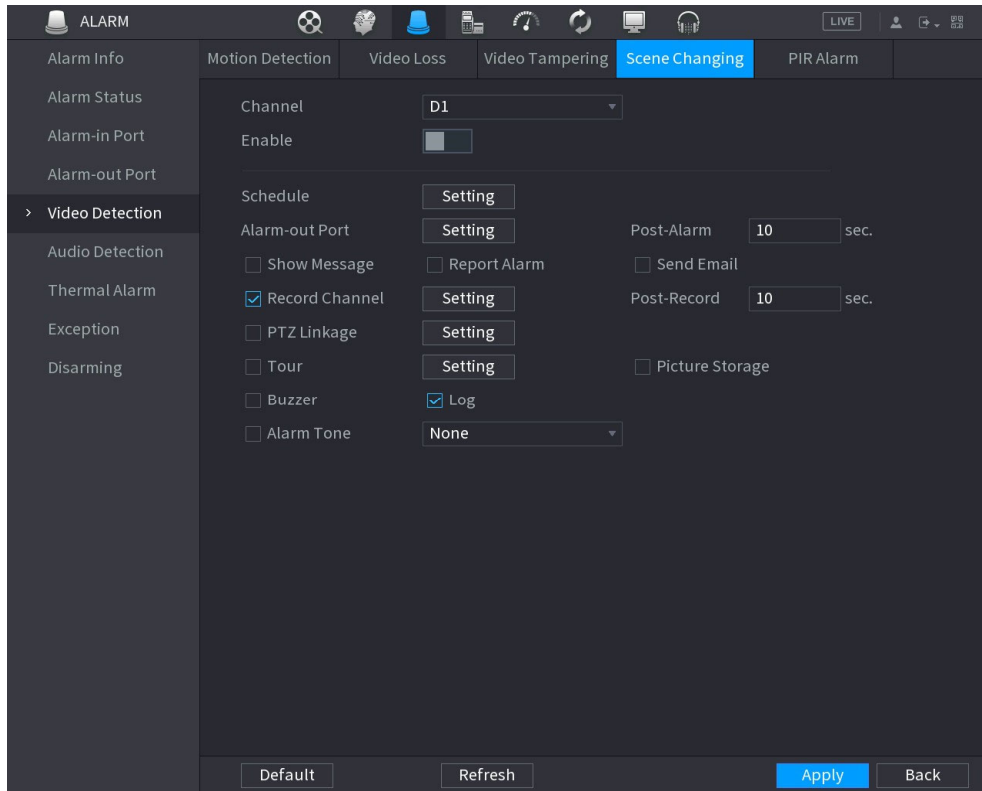 ALARM LIVE
Alarm Info
Alarm Status
Alarm-in Port
Alarm-out Port
> Video Detection
Audio Detection
Thermal Alarm
Exception
Disarming
Motion Detection Video Loss Video Tampering Scene Changing PIR Alarm
Channel D1
Enable
Schedule Setting
Alarm-out Port Setting Post-Alarm 10 sec.
Show Message Report Alarm Send Email
Record Channel Setting Post-Record 10 sec.
PTZ Linkage Setting
Tour Setting Picture Storage
Buzzer Log
Alarm Tone None
Default Refresh Apply Back